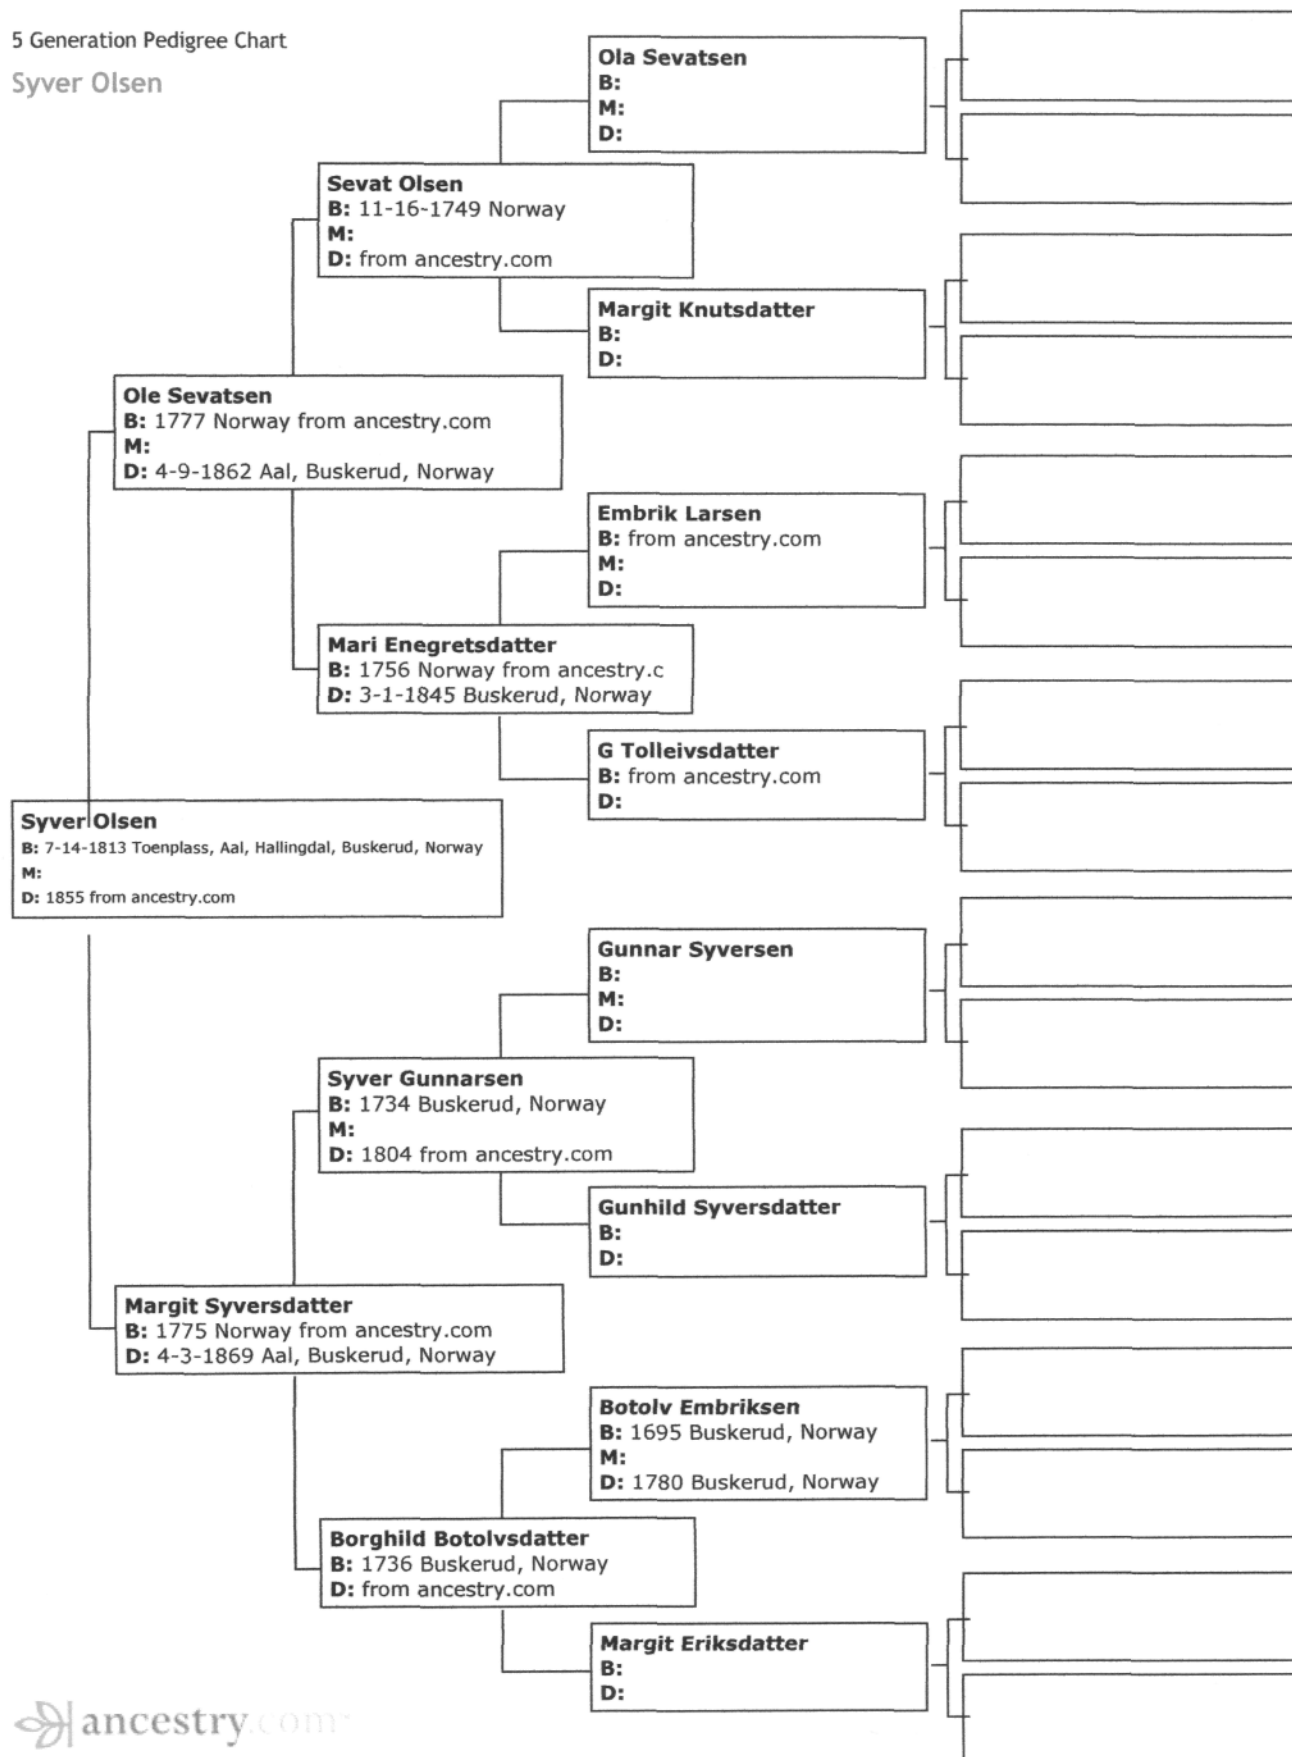 5 Generation Pedigree Chart
Syver Olsen
Ola Sevatsen
B:
M:
D:
Sevat Olsen
B: 11-16-1749 Norway
M:
D: from ancestry.com
Margit Knutsdatter
B:
D:
Ole Sevatsen
B: 1777 Norway from ancestry.com
M:
D: 4-9-1862 Aal, Buskerud, Norway
Embrik Larsen
B: from ancestry.com
M:
D:
Mari Enegretsdatter
B: 1756 Norway from ancestry.c
D: 3-1-1845 Buskerud, Norway
G Tolleivsdatter
B: from ancestry.com
D:
Syver Olsen
B: 7-14-1813 Toenplass, Aal, Hallingdal, Buskerud, Norway
M:
D: 1855 from ancestry.com
Gunnar Syversen
B:
M:
D:
Syver Gunnarsen
B: 1734 Buskerud, Norway
M:
D: 1804 from ancestry.com
Gunhild Syversdatter
B:
D:
Margit Syversdatter
B: 1775 Norway from ancestry.com
D: 4-3-1869 Aal, Buskerud, Norway
Botolv Embriksen
B: 1695 Buskerud, Norway
M:
D: 1780 Buskerud, Norway
Borghild Botolvsdatter
B: 1736 Buskerud, Norway
D: from ancestry.com
Margit Eriksdatter
B:
D:
ancestry.com